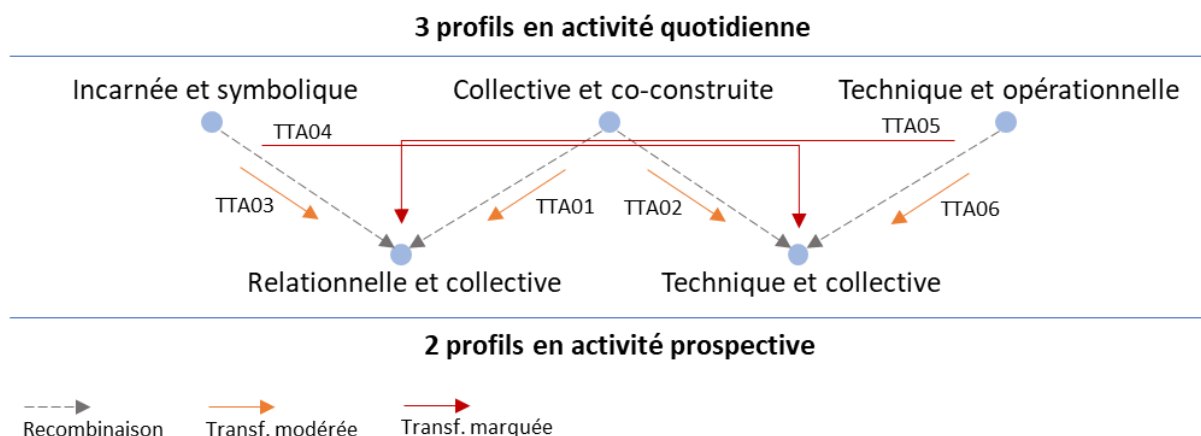 3 profils en activité quotidienne
Incarnée et symbolique
Collective et co-construite
Technique et opérationnelle
TTA04
TTA05
TTA03
TTA01
TTA02
TTA06
Relationnelle et collective
Technique et collective
2 profils en activité prospective
Recombinaison
Transf. modérée
Transf. marquée